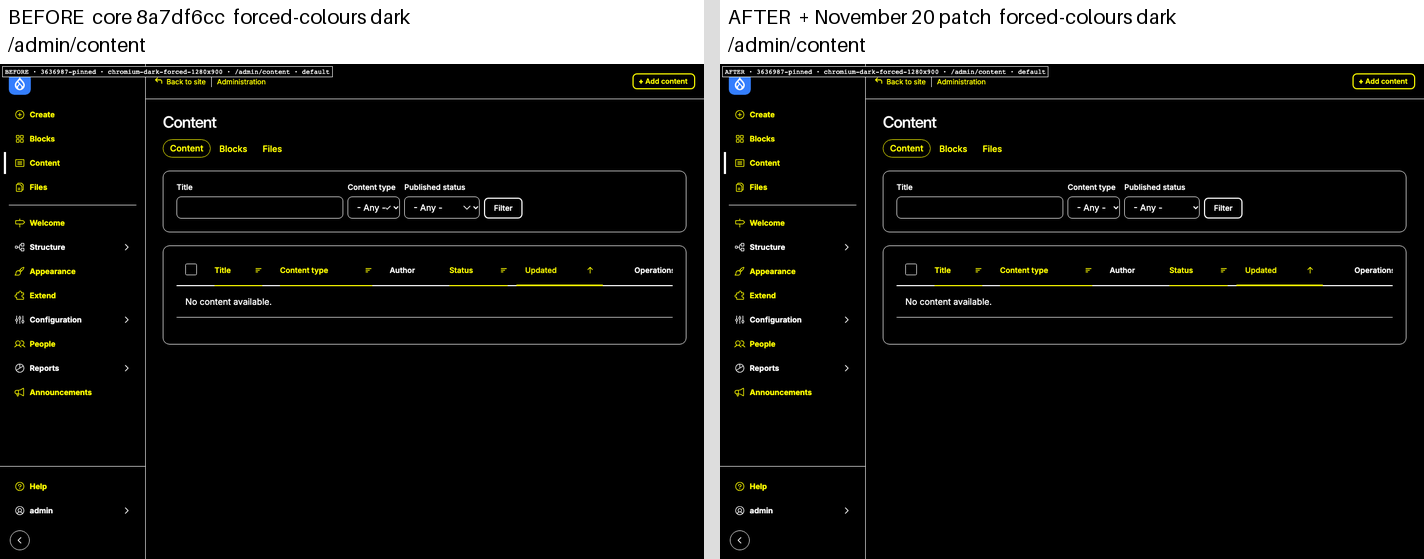 BEFORE core 8a7df6cc forced-colours dark
/admin/content
BEFORE · 3636987-pinned · chromium-dark-forced-1280x900 · /admin/content · default
Back to site | Administration
+ Add content
Create
Blocks
Content
Files
Welcome
Structure
Appearance
Extend
Configuration
People
Reports
Announcements
Help
admin
Content
Content Blocks Files
Title Content type Published status
- Any - - Any - Filter
Title Content type Author Status Updated Operations
No content available.
AFTER + November 20 patch forced-colours dark
/admin/content
AFTER · 3636987-pinned · chromium-dark-forced-1280x900 · /admin/content · default
Back to site | Administration
+ Add content
Create
Blocks
Content
Files
Welcome
Structure
Appearance
Extend
Configuration
People
Reports
Announcements
Help
admin
Content
Content Blocks Files
Title Content type Published status
- Any - - Any - Filter
Title Content type Author Status Updated Operations
No content available.